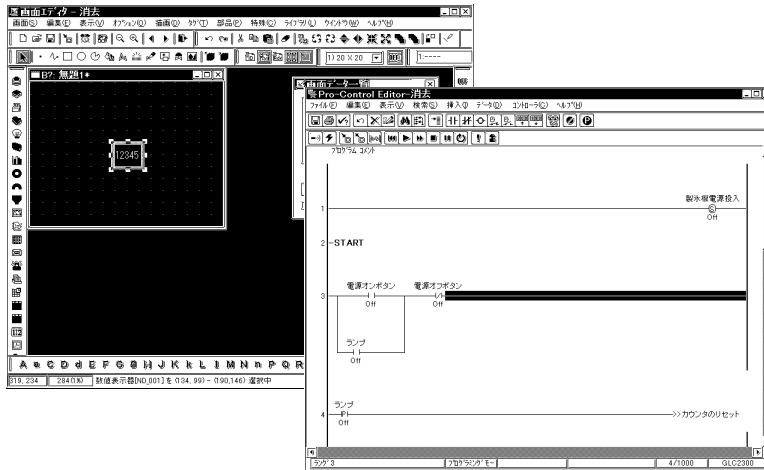 画面エディタ - 消去
画面(S) 編集(E) 表示(V) オプション(O) 描画(D) タグ(T) 部品(P) 特殊(C) ライブラリ(L) ウィンドウ(W) ヘルプ(H)
1) 20 X 20
1:----
B?: 無題1*
12345
画面データ一覧
Pro-Control Editor-消去
ファイル(F) 編集(E) 表示(V) 検索(S) 挿入(I) データ(D) コントローラ(C) ヘルプ(H)
プログラム コメント
製氷機電源投入
1
Off
2 START
電源オンボタン 電源オフボタン
3
Off Off
ランプ
Off
ランプ
4 P >>カウンタのリセット
Off
A C D d E F G J K k L M N n P Q R
319, 234 284(1%) 数値表示器[ND_001] を (134, 99) - (190,146) 選択中
ラング 3 プログラミング モード 4/1000 GLC2300